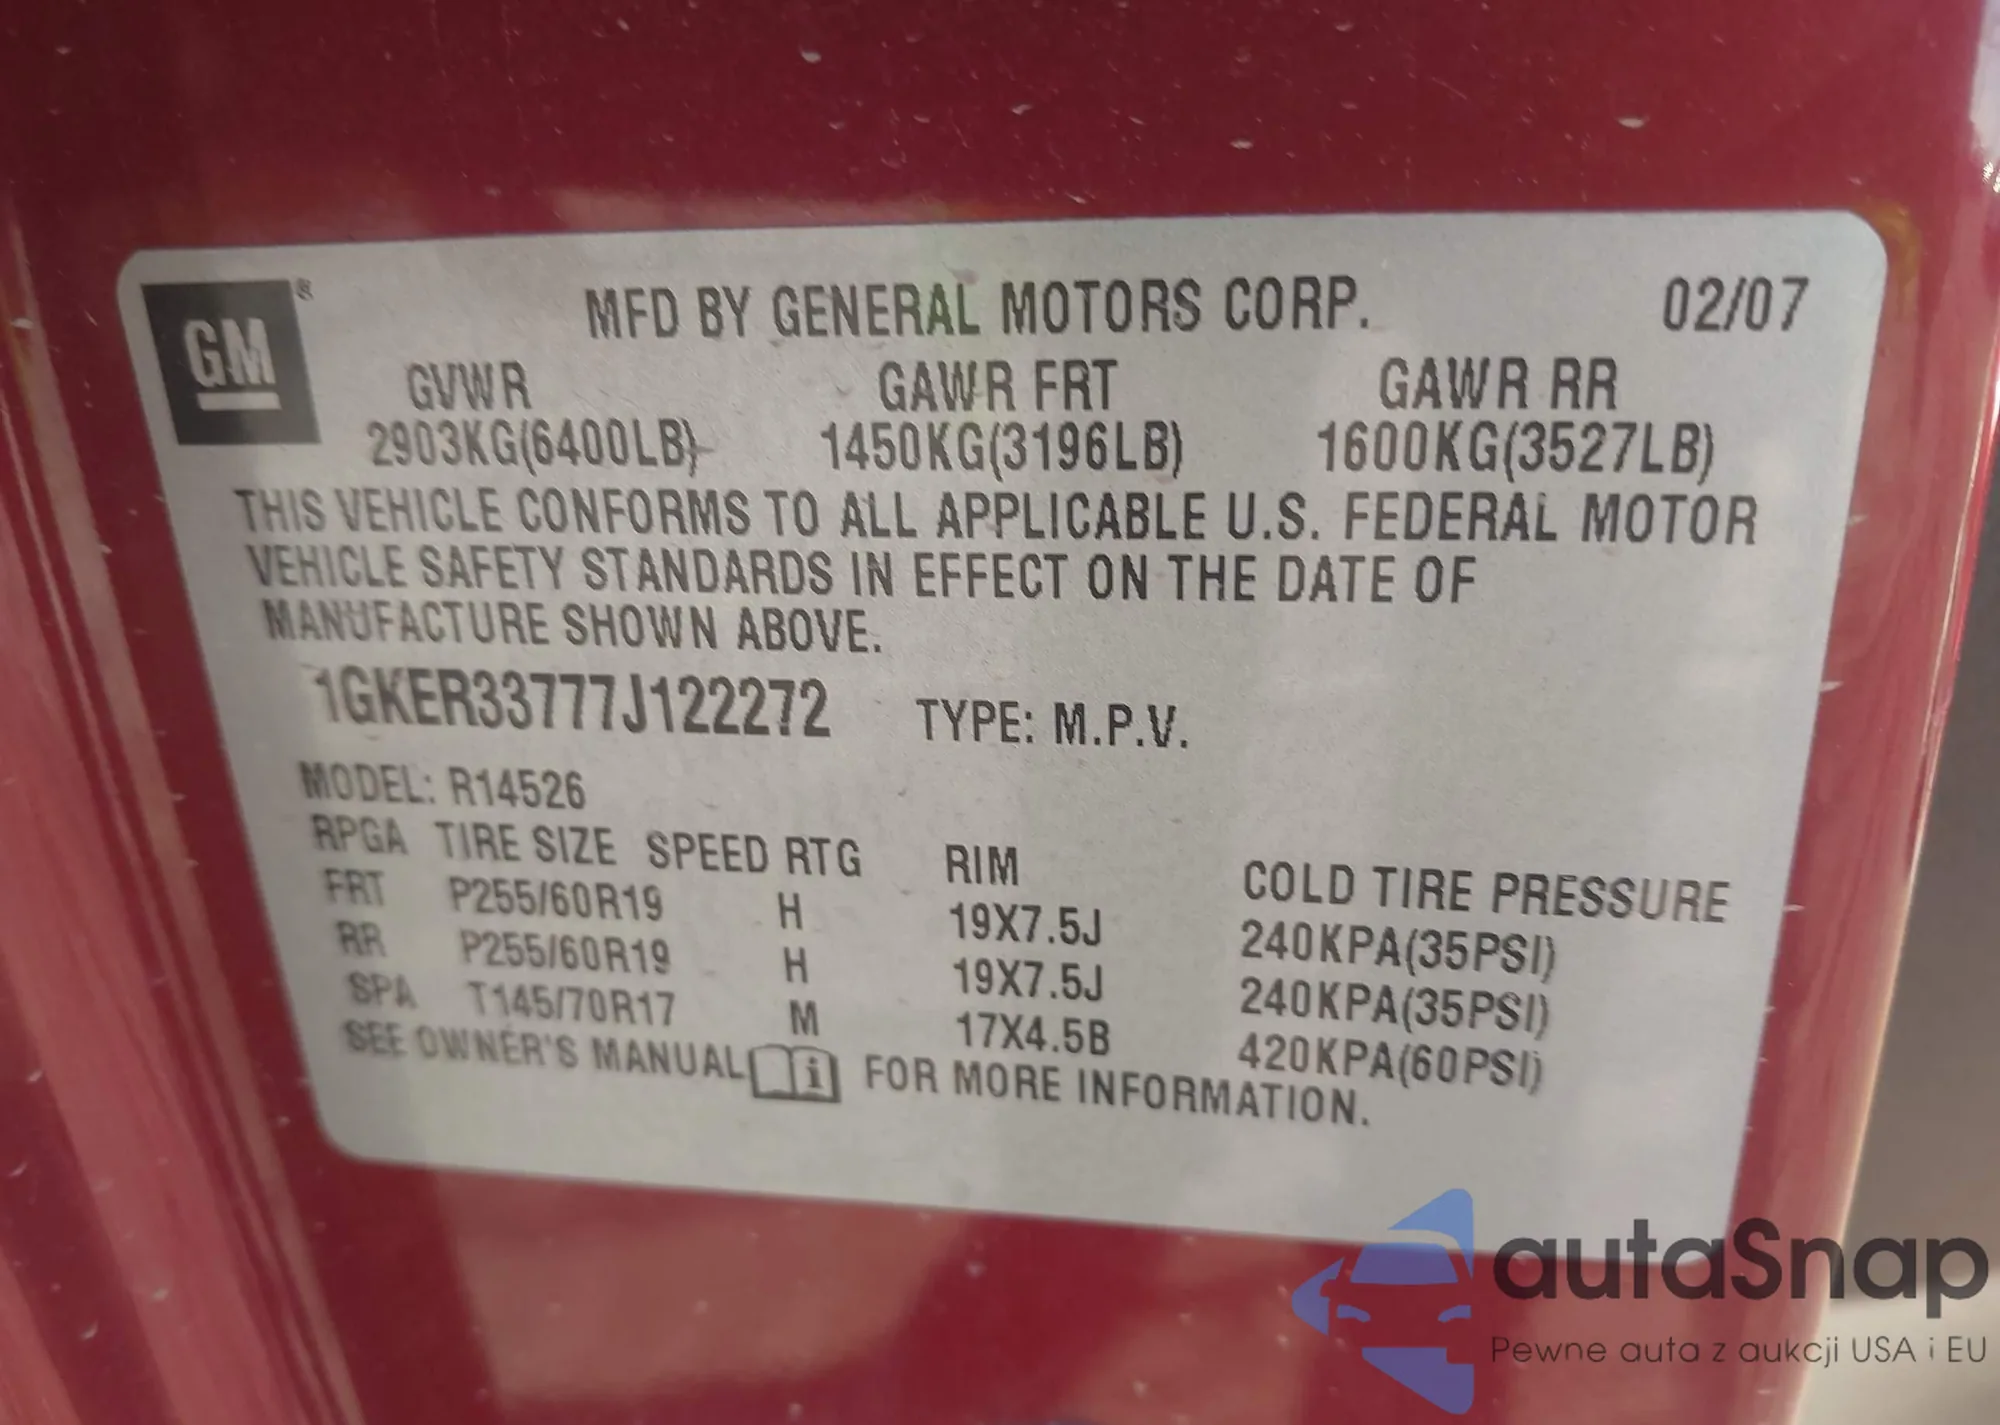 GM ®
MFD BY GENERAL MOTORS CORP. 02/07
GVWR GAWR FRT GAWR RR
2903KG(6400LB) 1450KG(3196LB) 1600KG(3527LB)
THIS VEHICLE CONFORMS TO ALL APPLICABLE U.S. FEDERAL MOTOR
VEHICLE SAFETY STANDARDS IN EFFECT ON THE DATE OF
MANUFACTURE SHOWN ABOVE.
1GKER33777J122272 TYPE: M.P.V.
MODEL: R14526
RPGA TIRE SIZE SPEED RTG RIM COLD TIRE PRESSURE
FRT P255/60R19 H 19X7.5J 240KPA(35PSI)
RR P255/60R19 H 19X7.5J 240KPA(35PSI)
SPA T145/70R17 M 17X4.5B 420KPA(60PSI)
SEE OWNER'S MANUAL i FOR MORE INFORMATION.
autaSnap
Pewne auta z aukcji USA i EU